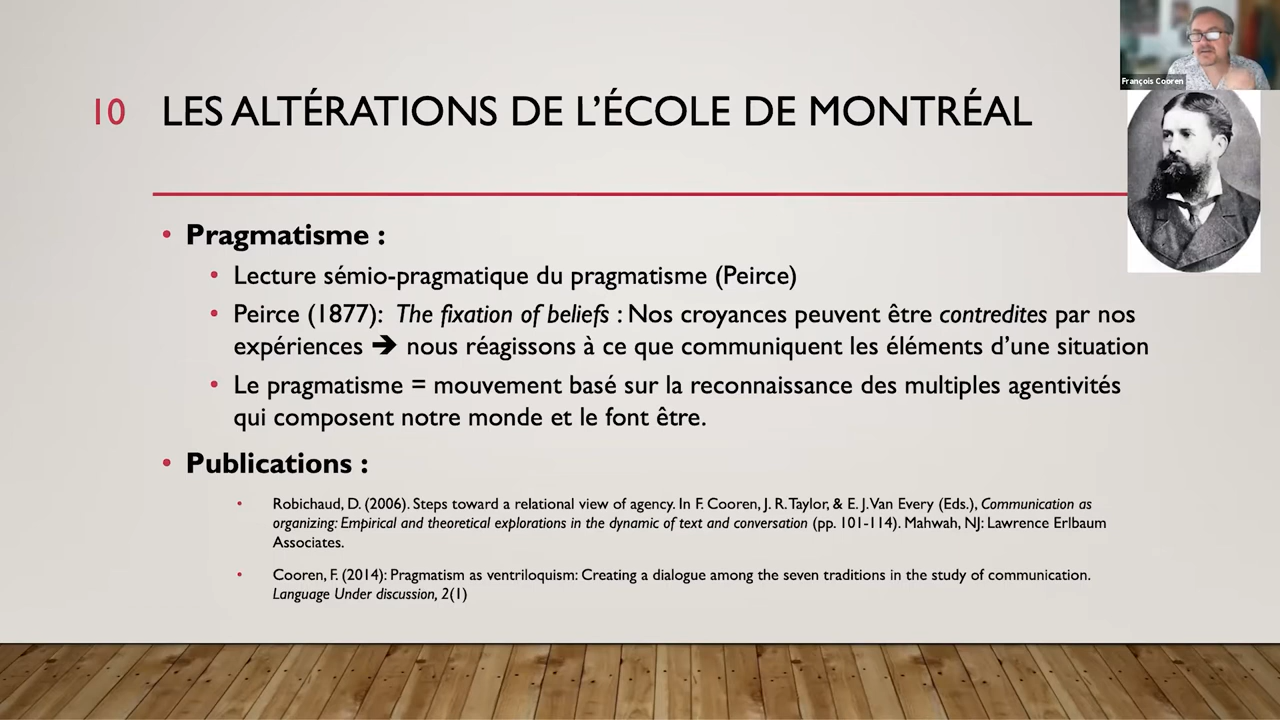 François Cooren
10 LES ALTÉRATIONS DE L’ÉCOLE DE MONTRÉAL
• Pragmatisme :
• Lecture sémio-pragmatique du pragmatisme (Peirce)
• Peirce (1877): The fixation of beliefs : Nos croyances peuvent être contredites par nos
expériences ➔ nous réagissons à ce que communiquent les éléments d’une situation
• Le pragmatisme = mouvement basé sur la reconnaissance des multiples agentivités
qui composent notre monde et le font être.
• Publications :
• Robichaud, D. (2006). Steps toward a relational view of agency. In F. Cooren, J. R. Taylor, & E. J. Van Every (Eds.), Communication as
organizing: Empirical and theoretical explorations in the dynamic of text and conversation (pp. 101-114). Mahwah, NJ: Lawrence Erlbaum
Associates.
• Cooren, F. (2014): Pragmatism as ventriloquism: Creating a dialogue among the seven traditions in the study of communication.
Language Under discussion, 2(1)